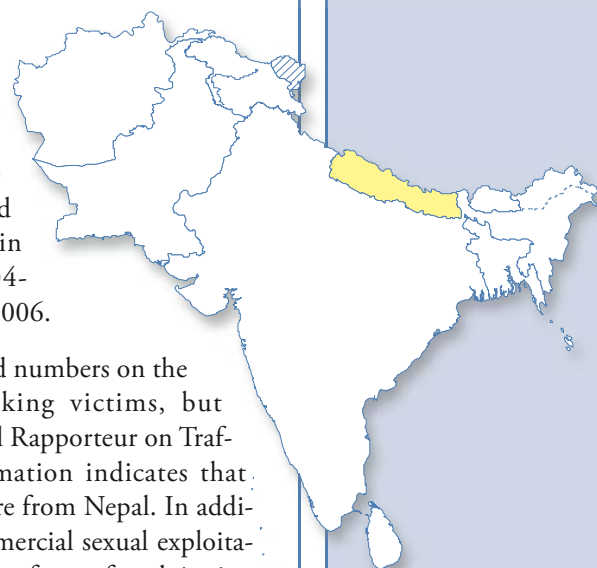 in
4-
006.
numbers on the
king victims, but
Rapporteur on Traf-
mation indicates that
re from Nepal. In addi-
mercial sexual exploita-